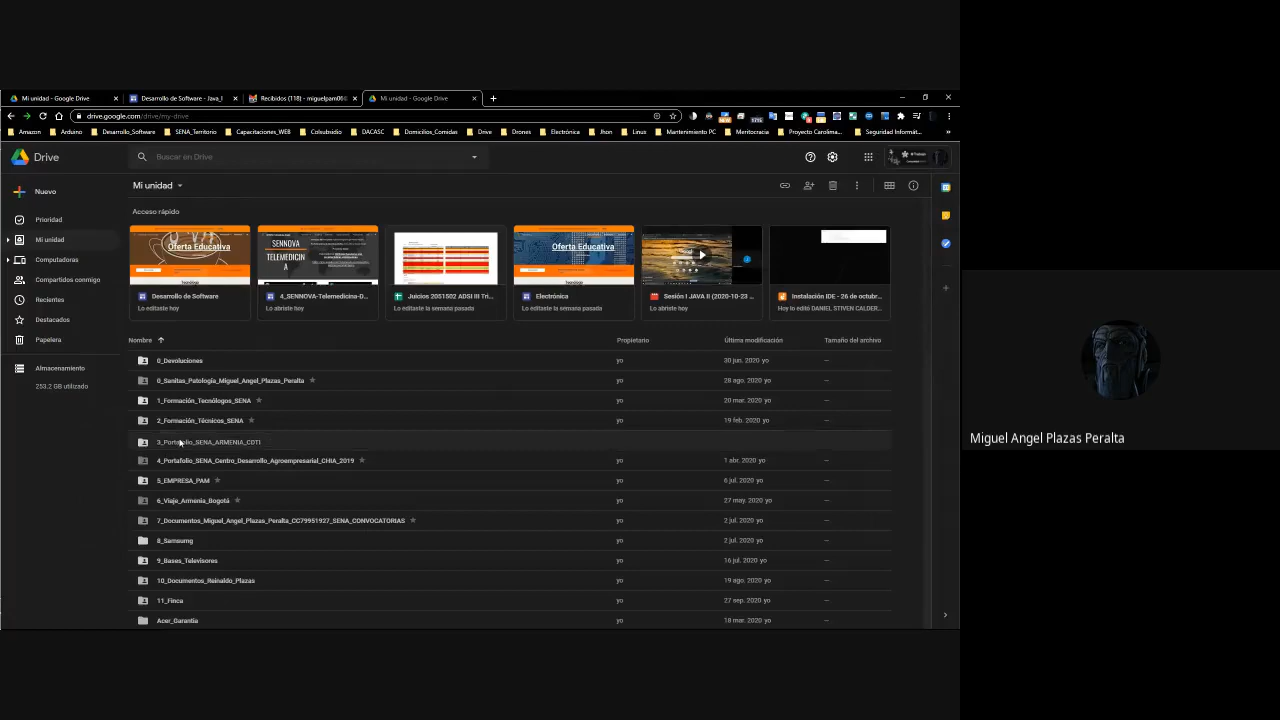 Mi unidad - Google Drive
Desarrollo de Software - Java_I
Recibidos (118) - miguelpam06@
Mi unidad - Google Drive
drive.google.com/drive/my-drive
Amazon Arduino Desarrollo_Software SENA_Territorio Capacitaciones_WEB Colsubsidio DACASC Domicilios_Comidas Drive Drones Electrónica Jhon Linux Mantenimiento PC Meritocracia Proyecto Carolima... Seguridad Informát...
Drive
Buscar en Drive
Nuevo
Mi unidad
Prioridad
Mi unidad
Computadoras
Compartidos conmigo
Recientes
Destacados
Papelera
Almacenamiento
253,2 GB utilizado
Acceso rápido
Oferta Educativa
Desarrollo de Software
Lo editaste hoy
SENNOVA
TELEMEDICIN
A
4_SENNOVA-Telemedicina-D...
Lo abriste hoy
Juicios 2051502 ADSI III Tri...
Lo editaste la semana pasada
Oferta Educativa
Electrónica
Lo editaste la semana pasada
Sesión I JAVA II (2020-10-23 ...
Lo abriste hoy
Instalación IDE - 26 de octubr...
Hoy lo editó DANIEL STIVEN CALDER...
Nombre Propietario Última modificación Tamaño del archivo
0_Devoluciones yo 30 jun. 2020 yo —
0_Sanitas_Patología_Miguel_Angel_Plazas_Peralta yo 28 ago. 2020 yo —
1_Formación_Tecnólogos_SENA yo 20 mar. 2020 yo —
2_Formación_Técnicos_SENA yo 19 feb. 2020 yo —
3_Portafolio_SENA_ARMENIA_CDTI
4_Portafolio_SENA_Centro_Desarrollo_Agroempresarial_CHIA_2019 yo 1 abr. 2020 yo —
5_EMPRESA_PAM yo 6 jul. 2020 yo —
6_Viaje_Armenia_Bogotá yo 27 may. 2020 yo —
7_Documentos_Miguel_Angel_Plazas_Peralta_CC79951927_SENA_CONVOCATORIAS yo 2 jul. 2020 yo —
8_Samsumg yo 2 jul. 2020 yo —
9_Bases_Televisores yo 16 jul. 2020 yo —
10_Documentos_Reinaldo_Plazas yo 19 ago. 2020 yo —
11_Finca yo 27 sep. 2020 yo —
Acer_Garantía yo 18 mar. 2020 yo —
Miguel Angel Plazas Peralta